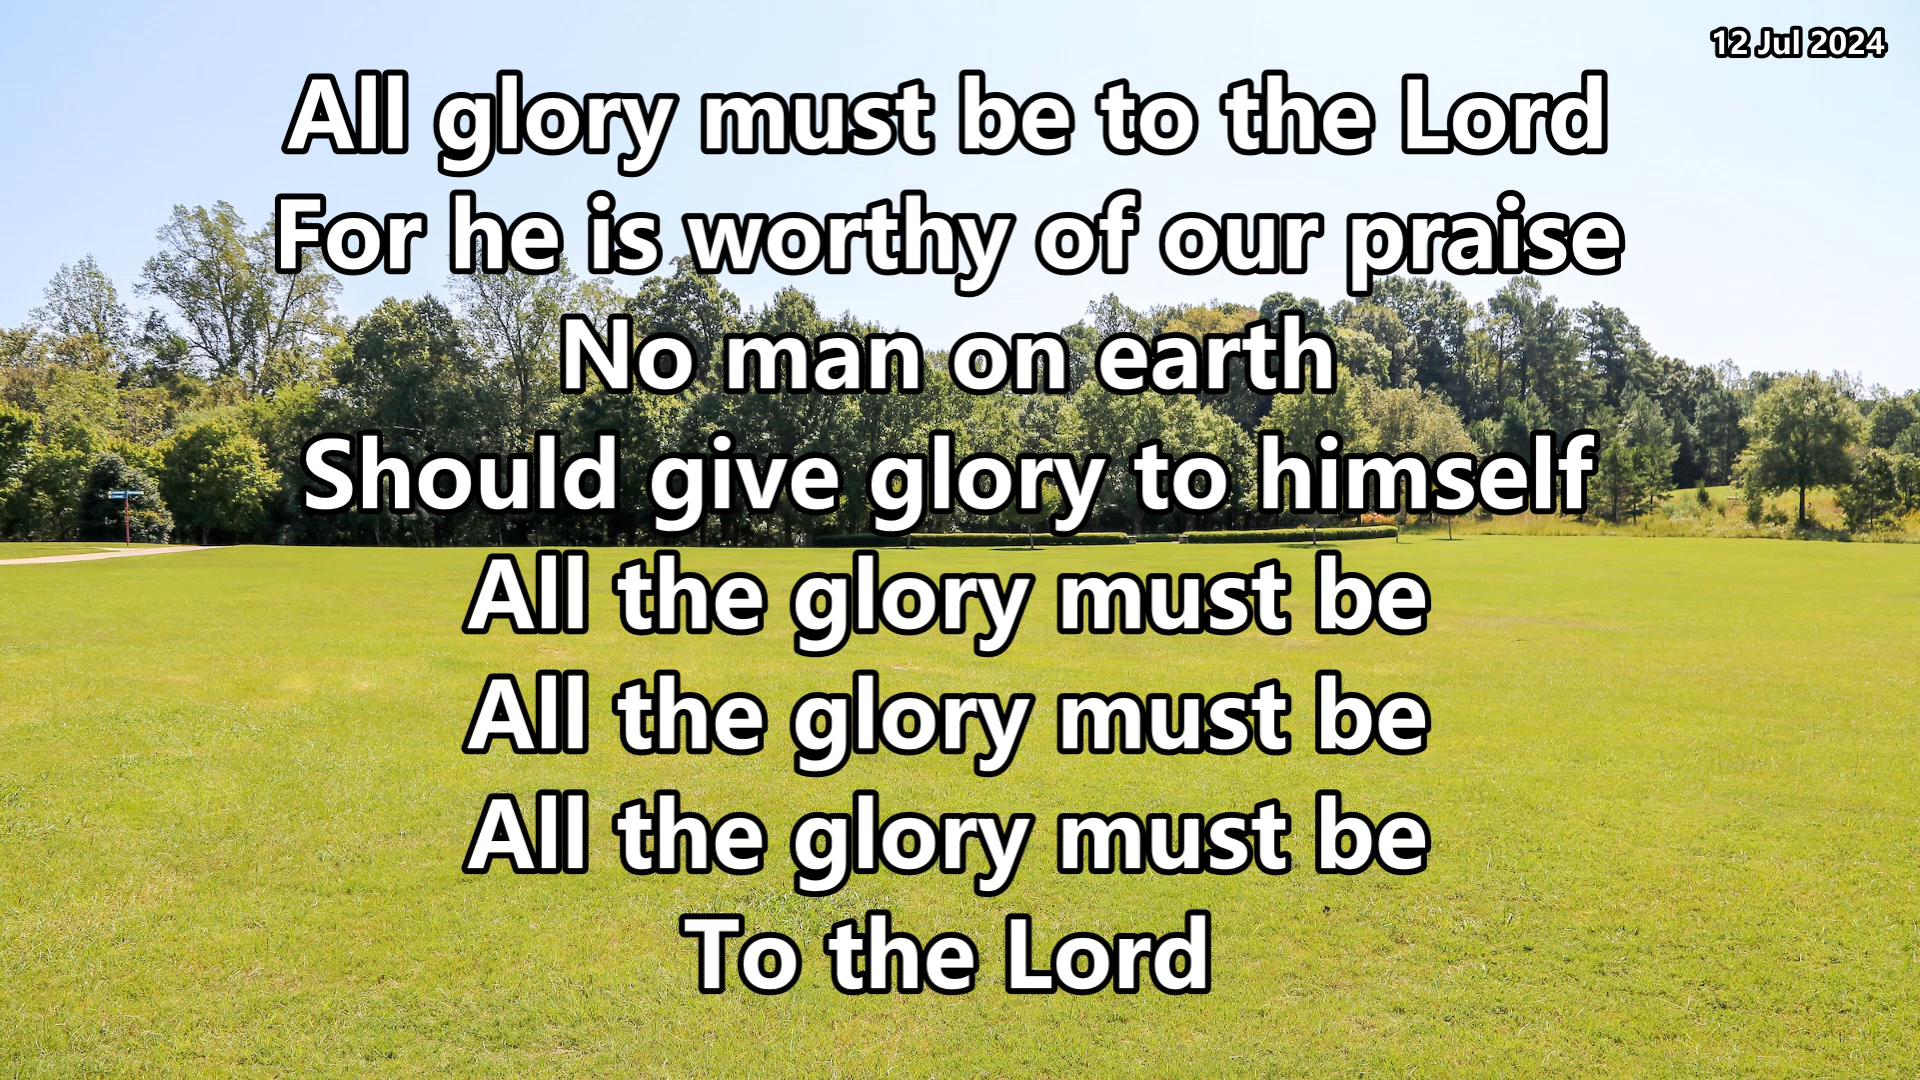 12 Jul 2024
All glory must be to the Lord
For he is worthy of our praise
No man on earth
Should give glory to himself
All the glory must be
All the glory must be
All the glory must be
To the Lord